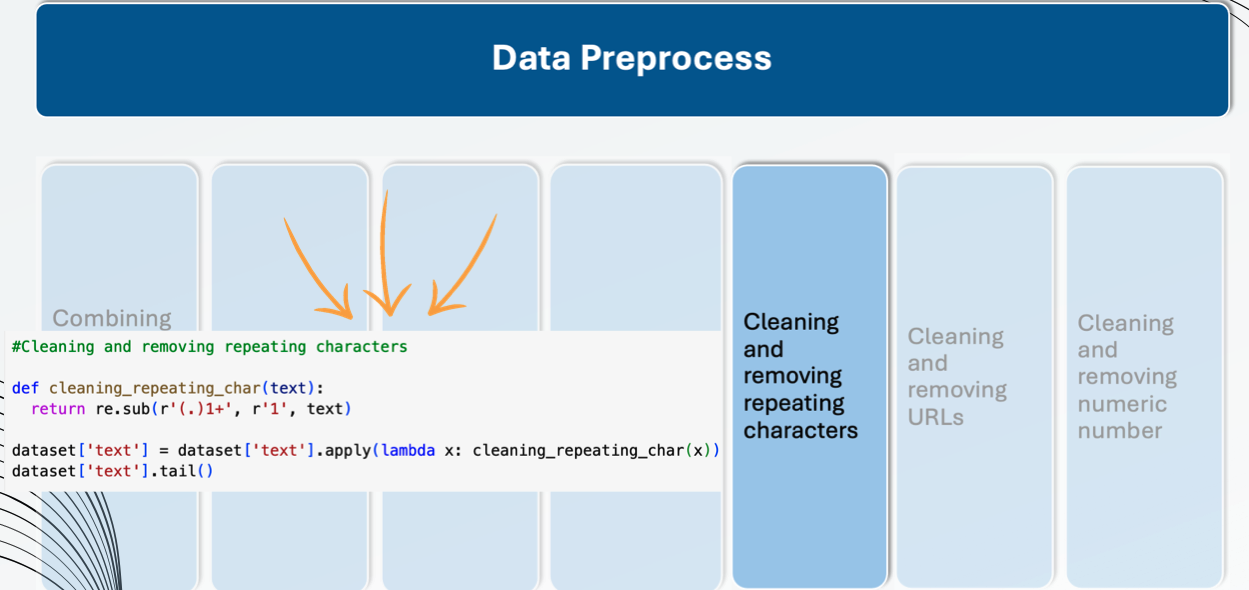 Data Preprocess
Combining
#Cleaning and removing repeating characters
def cleaning_repeating_char(text):
  return re.sub(r'(.)1+', r'1', text)
dataset['text'] = dataset['text'].apply(lambda x: cleaning_repeating_char(x))
dataset['text'].tail()
Cleaning
and
removing
repeating
characters
Cleaning
and
removing
URLs
Cleaning
and
removing
numeric
number